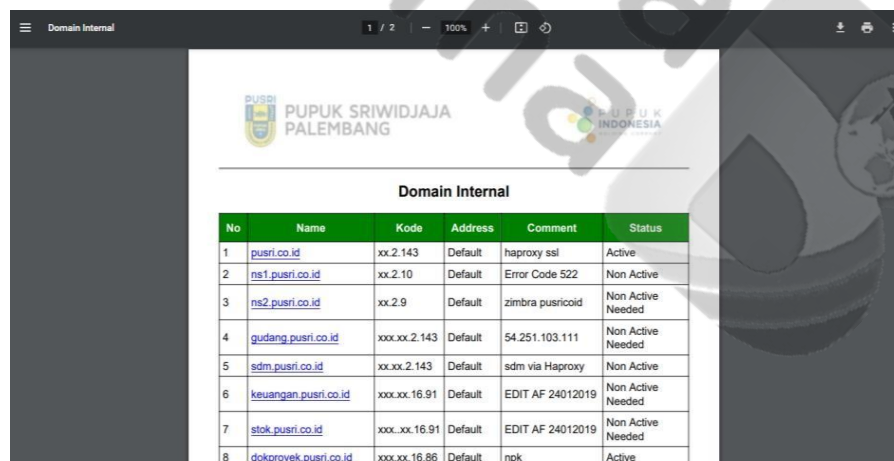 Domain Internal 1 / 2 100%
PUSRI
PUPUK SRIWIDJAJA
PALEMBANG
PUPUK
INDONESIA
Domain Internal
No Name Kode Address Comment Status
1 pusri.co.id xx.2.143 Default haproxy ssl Active
2 ns1.pusri.co.id xx.2.10 Default Error Code 522 Non Active
3 ns2.pusri.co.id xx.2.9 Default zimbra pusricoid Non Active Needed
4 gudang.pusri.co.id xxx.xx.2.143 Default 54.251.103.111 Non Active Needed
5 sdm.pusri.co.id xx.xx.2.143 Default sdm via Haproxy Non Active
6 keuangan.pusri.co.id xxx.xx.16.91 Default EDIT AF 24012019 Non Active Needed
7 stok.pusri.co.id xxx..xx.16.91 Default EDIT AF 24012019 Non Active Needed
8 dokproyek.pusri.co.id xxx.xx.16.86 Default npk Active